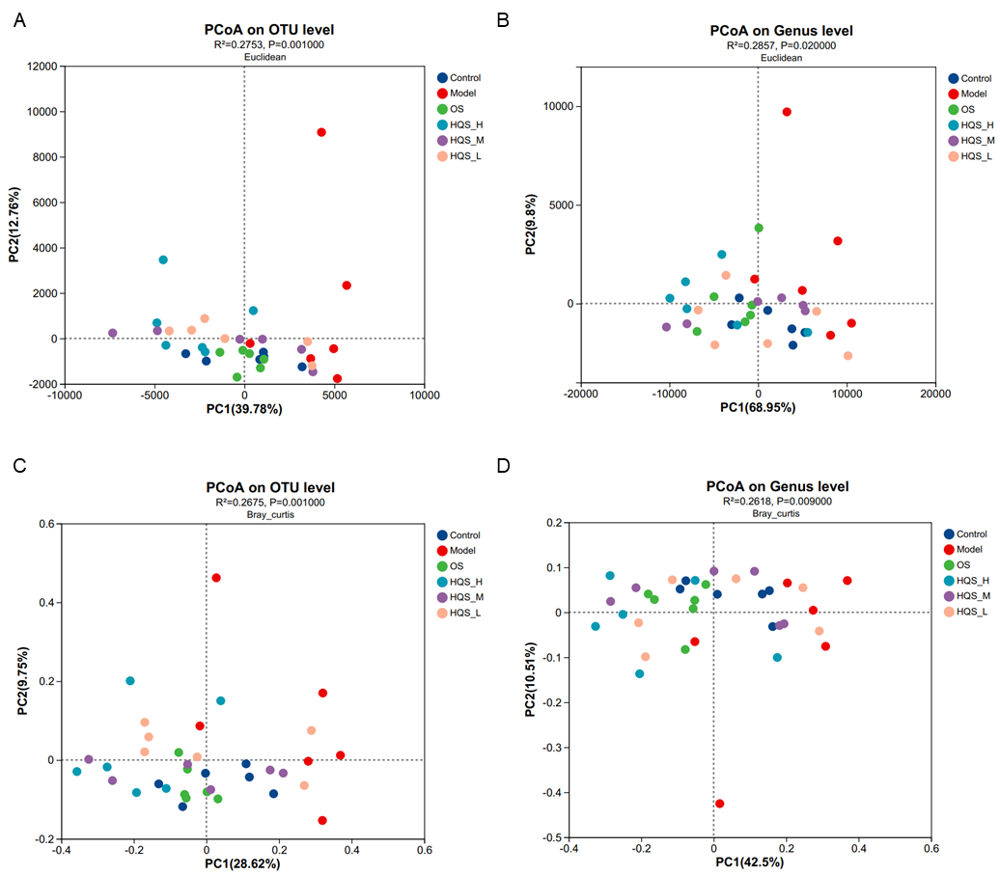 A
PCoA on OTU level
R²=0.2753, P=0.001000
Euclidean
12000
10000
8000
6000
4000
2000
0
-2000
-10000
-5000
0
5000
10000
PC1(39.78%)
PC2(12.76%)
Control
Model
OS
HQS_H
HQS_M
HQS_L
B
PCoA on Genus level
R²=0.2857, P=0.020000
Euclidean
10000
5000
0
-20000
-10000
0
10000
20000
PC1(68.95%)
PC2(9.8%)
Control
Model
OS
HQS_H
HQS_M
HQS_L
C
PCoA on OTU level
R²=0.2675, P=0.001000
Bray_curtis
0.6
0.4
0.2
0
-0.2
-0.4
-0.2
0
0.2
0.4
0.6
PC1(28.62%)
PC2(9.75%)
Control
Model
OS
HQS_H
HQS_M
HQS_L
D
PCoA on Genus level
R²=0.2618, P=0.009000
Bray_curtis
0.2
0.1
0
-0.1
-0.2
-0.3
-0.4
-0.5
-0.4
-0.2
0
0.2
0.4
0.6
PC1(42.5%)
PC2(10.51%)
Control
Model
OS
HQS_H
HQS_M
HQS_L